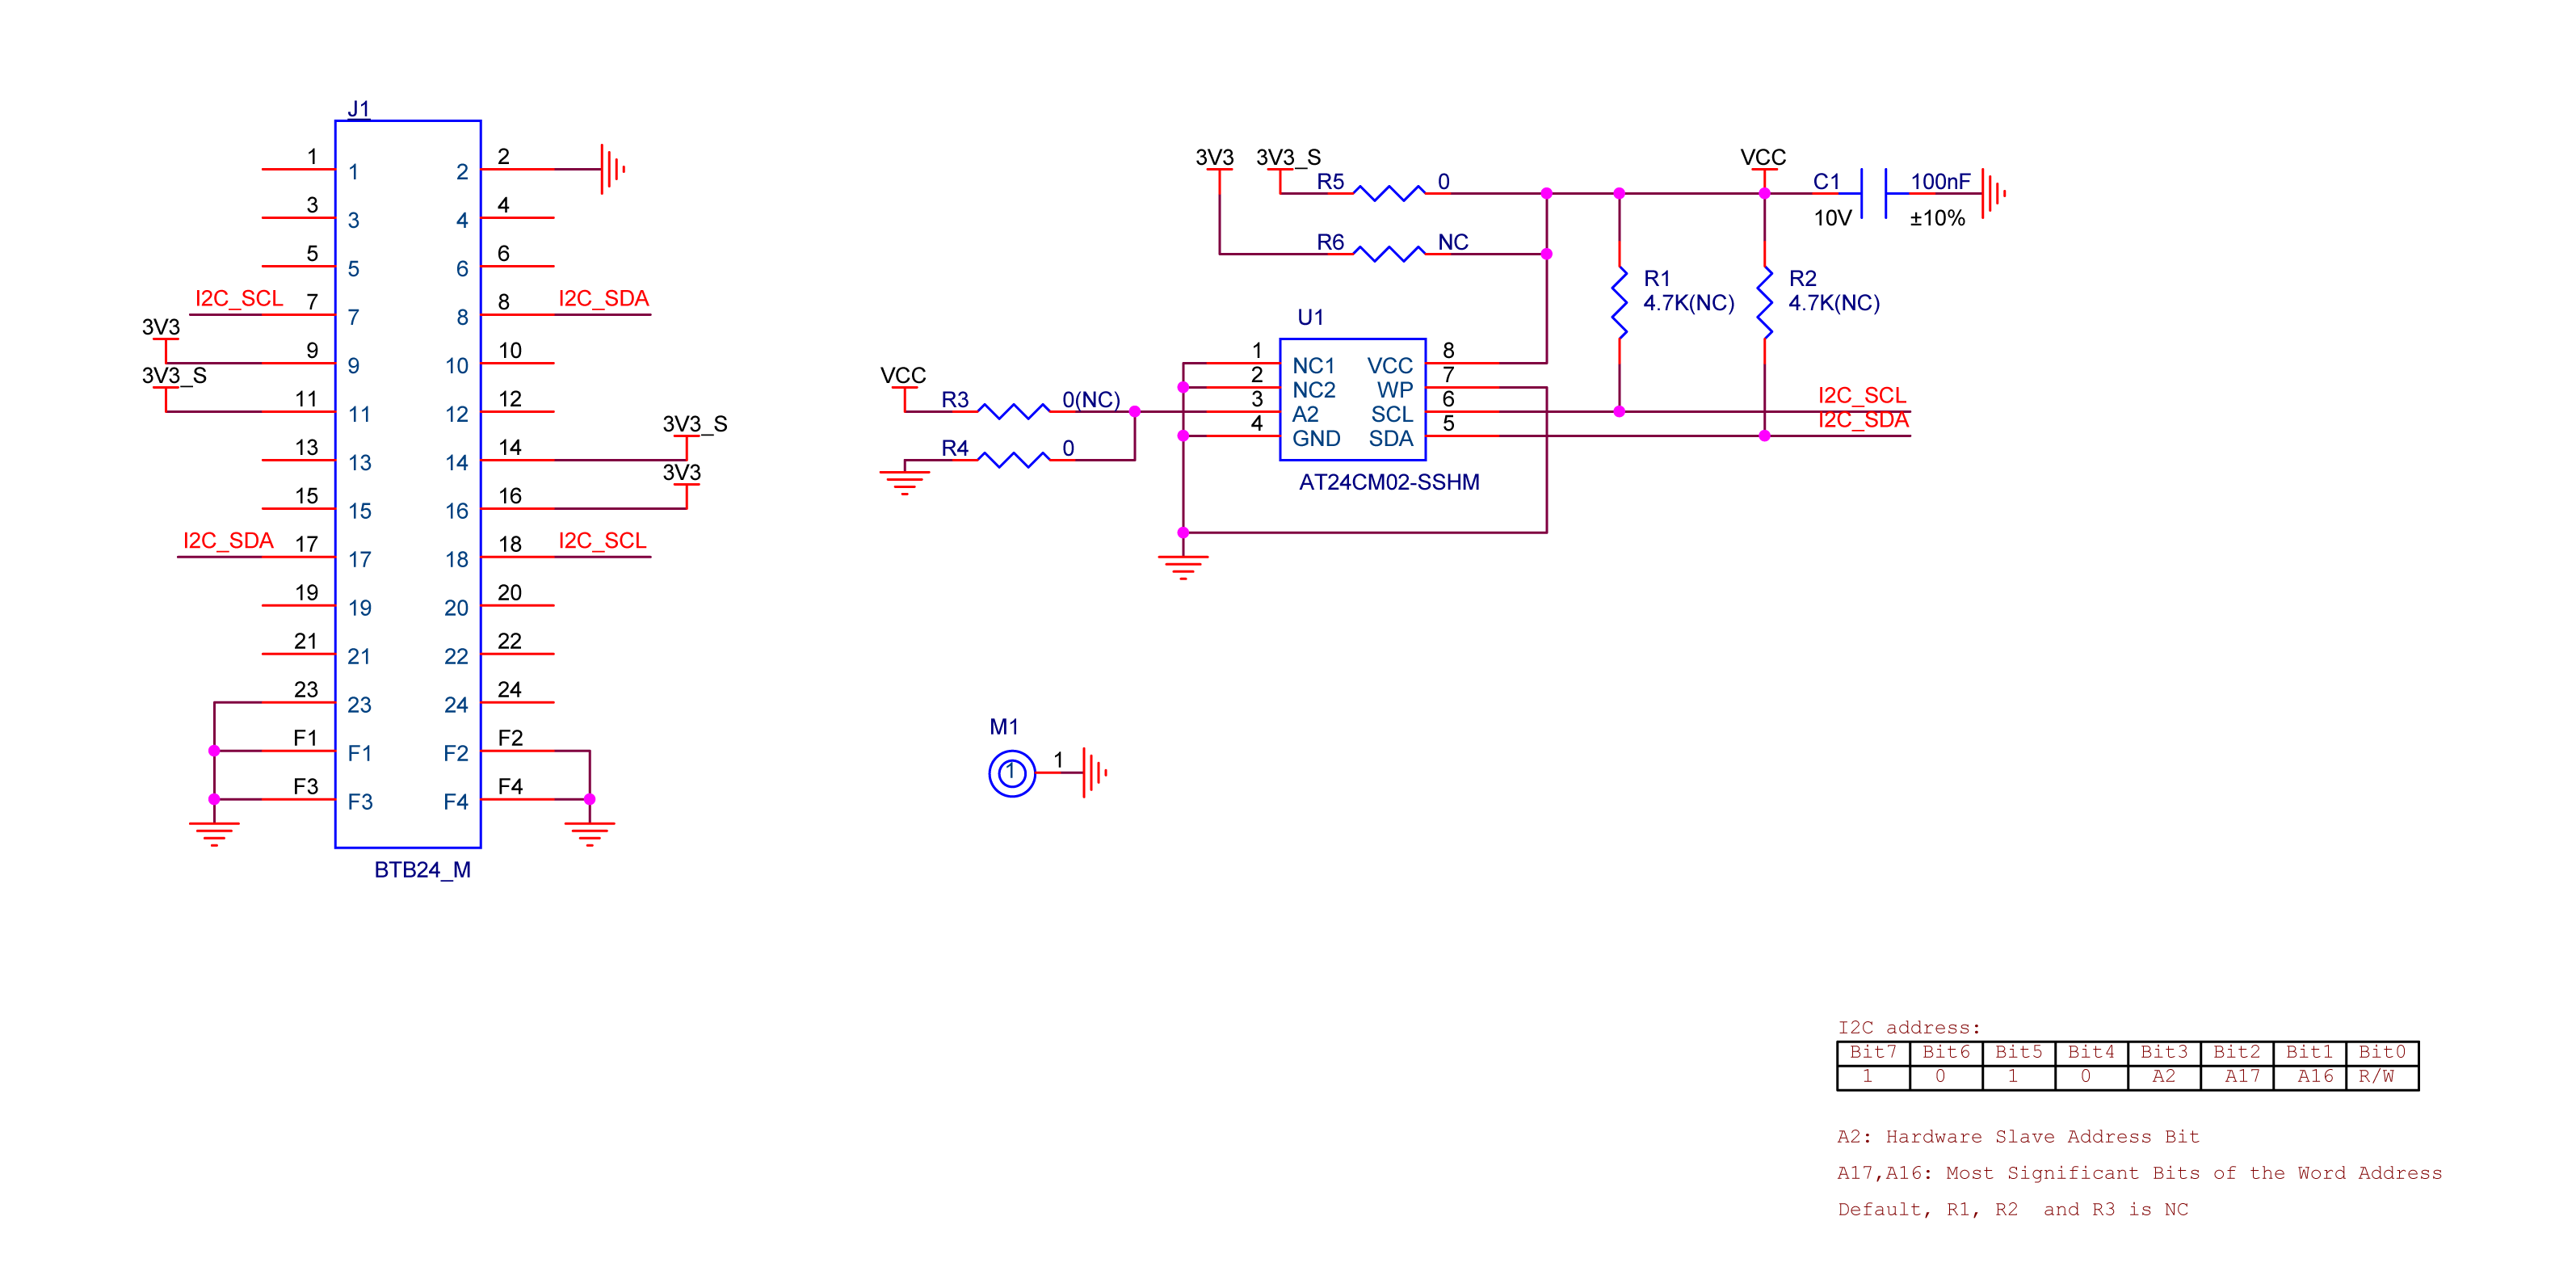 J1
1 1 2 2
3 3 4 4
5 5 6 6
I2C_SCL 7 7 8 8 I2C_SDA
3V3
9 9 10 10
3V3_S
11 11 12 12
3V3_S
13 13 14 14
3V3
15 15 16 16
I2C_SDA 17 17 18 18 I2C_SCL
19 19 20 20
21 21 22 22
23 23 24 24
F1 F1 F2 F2
F3 F3 F4 F4
BTB24_M
3V3 3V3_S VCC
R5 0 C1 100nF
10V ±10%
R6 NC
R1 R2
4.7K(NC) 4.7K(NC)
U1
1 NC1 VCC 8
2 NC2 WP 7
VCC
R3 0(NC) 3 A2 SCL 6 I2C_SCL
4 GND SDA 5 I2C_SDA
R4 0
AT24CM02-SSHM
M1
1 1
I2C address:
Bit7 Bit6 Bit5 Bit4 Bit3 Bit2 Bit1 Bit0
1 0 1 0 A2 A17 A16 R/W
A2: Hardware Slave Address Bit
A17,A16: Most Significant Bits of the Word Address
Default, R1, R2 and R3 is NC